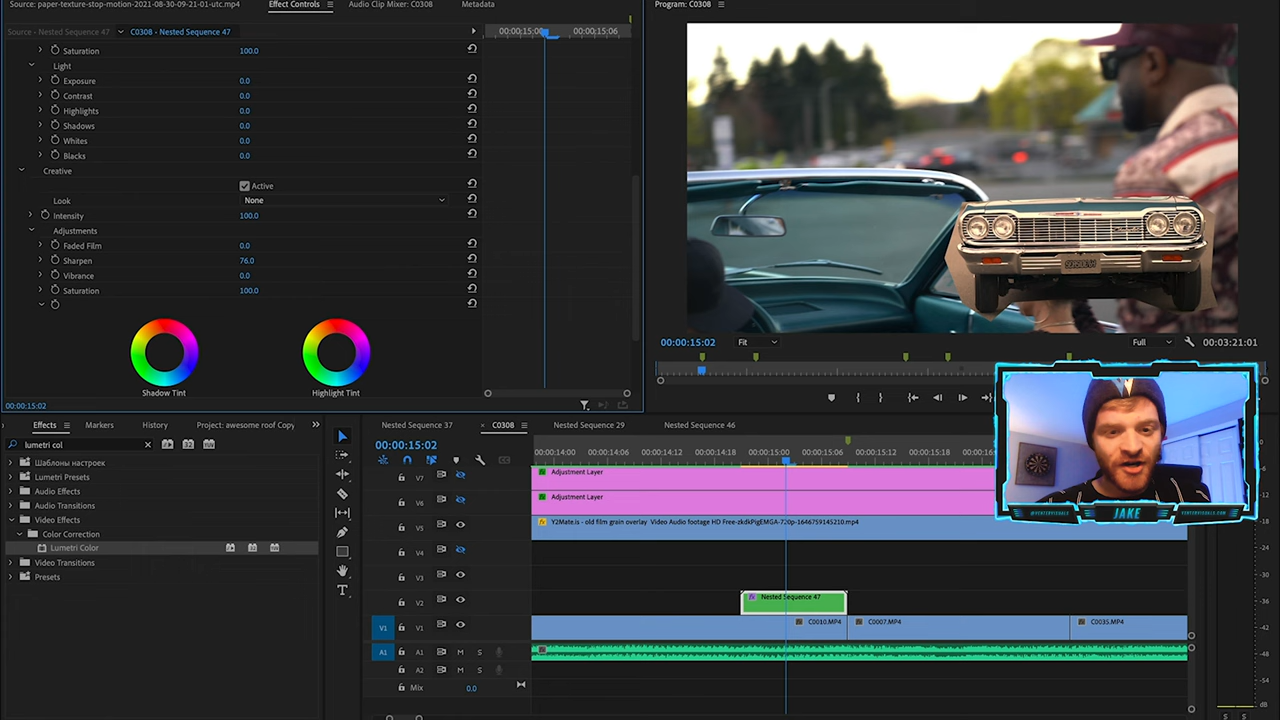 Source: paper-texture-stop-motion-2021-08-30-09-21-01-utc.mp4
Effect Controls
Audio Clip Mixer: C0308
Metadata
Program: C0308
Source - Nested Sequence 47
C0308 - Nested Sequence 47
00:00:15:00
00:00:15:06
Saturation 100.0
Light
Exposure 0.0
Contrast 0.0
Highlights 0.0
Shadows 0.0
Whites 0.0
Blacks 0.0
Creative
Active
Look None
Intensity 100.0
Adjustments
Faded Film 0.0
Sharpen 76.0
Vibrance 0.0
Saturation 100.0
Shadow Tint
Highlight Tint
00:00:15:02
00:00:15:02
Fit
Full
00:03:21:01
Effects
Markers
History
Project: awesome roof Copy
lumetri col
Шаблоны настроек
Lumetri Presets
Audio Effects
Audio Transitions
Video Effects
Color Correction
Lumetri Color
Video Transitions
Presets
Nested Sequence 37
C0308
Nested Sequence 29
Nested Sequence 46
00:00:15:02
00:00:14:00
00:00:14:06
00:00:14:12
00:00:14:18
00:00:15:00
00:00:15:06
00:00:15:12
00:00:15:18
V7
Adjustment Layer
V6
Adjustment Layer
V5
Y2Mate.is - old film grain overlay Video Audio footage HD Free-zkdkPigEMGA-720p-1646759145210.mp4
V4
V3
V2
Nested Sequence 47
V1
V1
C0010.MP4
C0007.MP4
C0035.MP4
A1
A1
M
S
A2
M
S
Mix
0.0
JAKE
-24
-30
-36
-42
-48
-54
dB
S
S